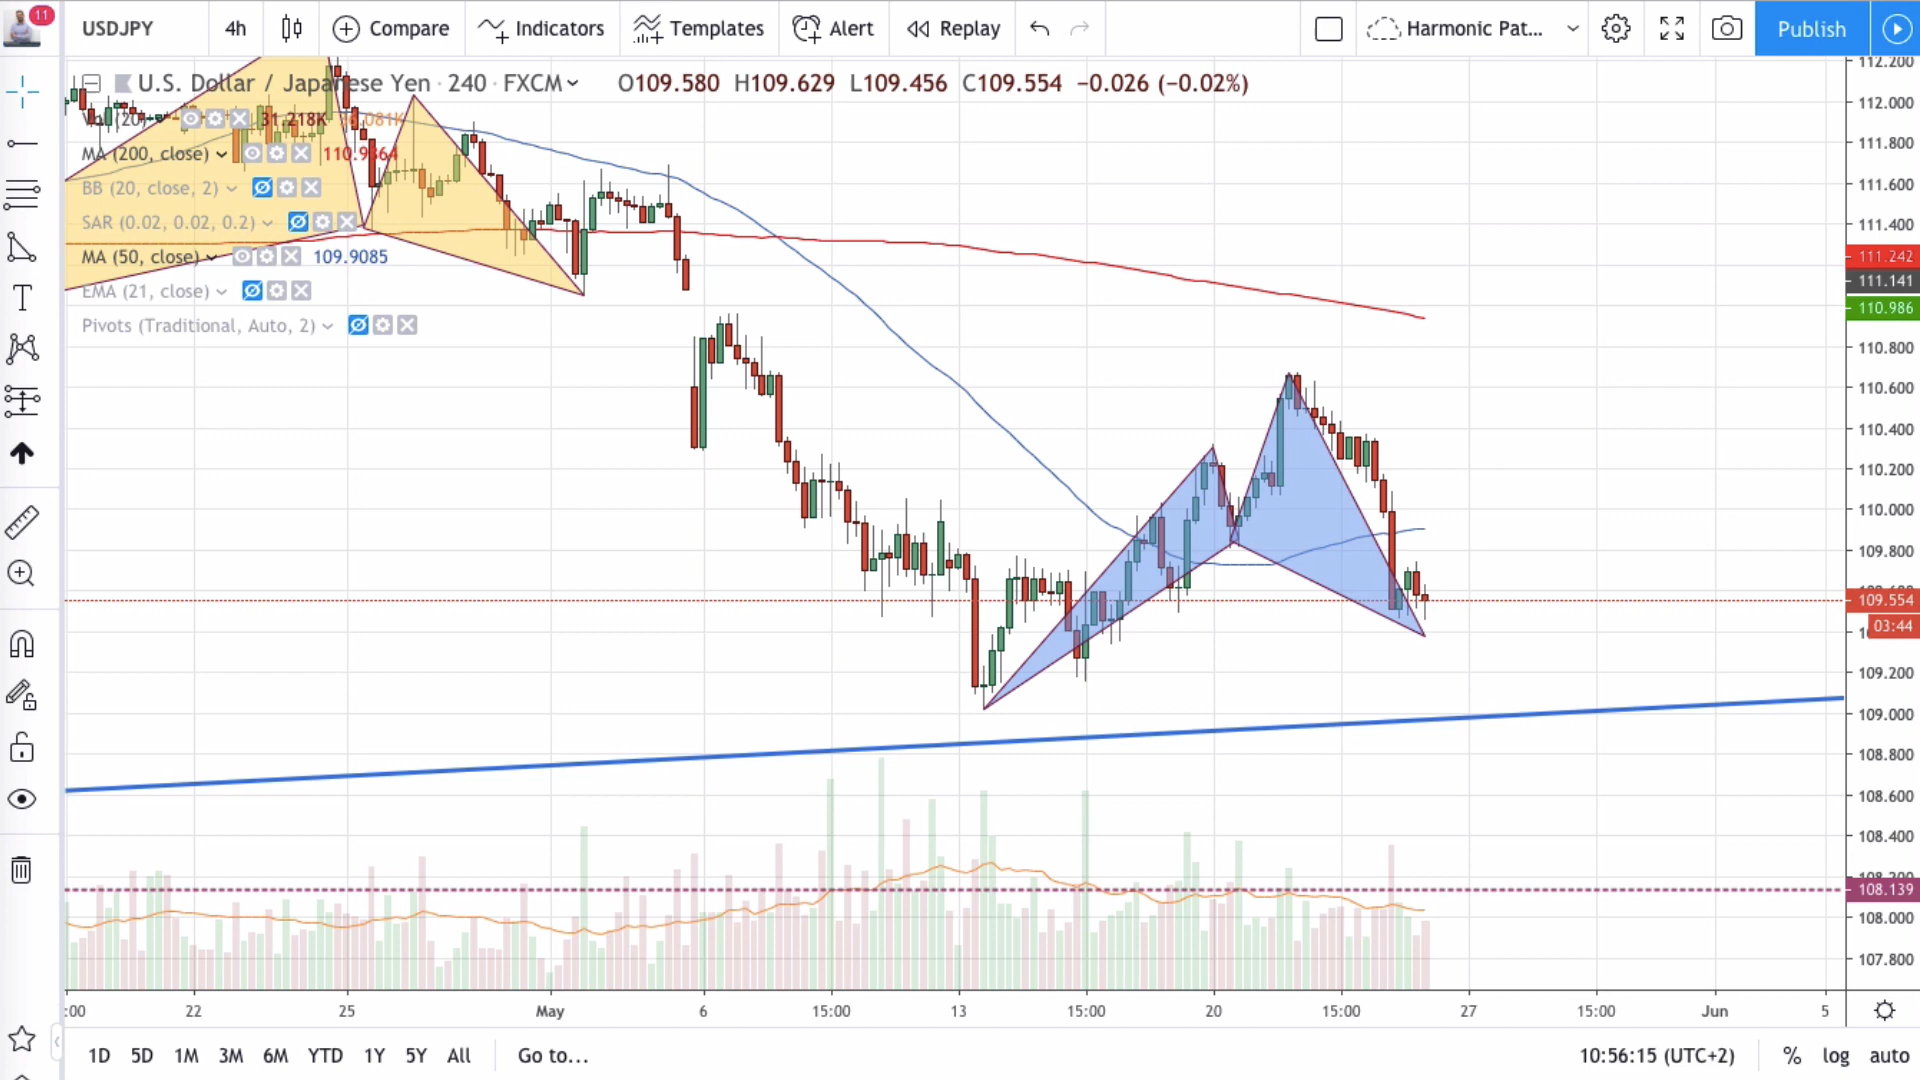 11
USDJPY 4h Compare Indicators Templates Alert Replay Harmonic Pat... Publish
U.S. Dollar / Japanese Yen · 240 · FXCM O109.580 H109.629 L109.456 C109.554 −0.026 (−0.02%)
(20) 31.218K
MA (200, close) 110.9364
BB (20, close, 2)
SAR (0.02, 0.02, 0.2)
MA (50, close) 109.9085
EMA (21, close)
Pivots (Traditional, Auto, 2)
112.200
112.000
111.800
111.600
111.400
111.242
111.141
110.986
110.800
110.600
110.400
110.200
110.000
109.800
109.554
03:44
109.200
109.000
108.800
108.600
108.400
108.139
108.000
107.800
:00 22 25 May 6 15:00 13 15:00 20 15:00 27 15:00 Jun 5
1D 5D 1M 3M 6M YTD 1Y 5Y All Go to... 10:56:15 (UTC+2) % log auto